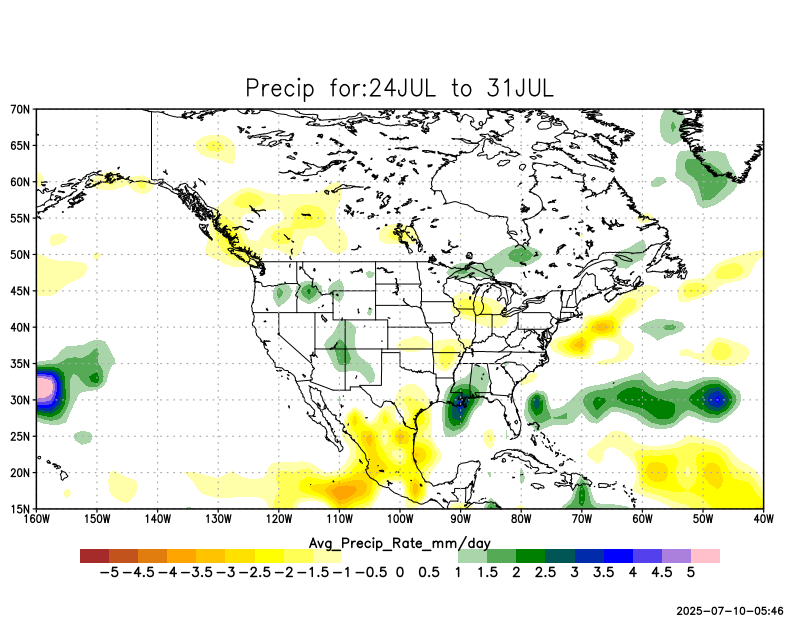 Precip for:24JUL to 31JUL
70N
65N
60N
55N
50N
45N
40N
35N
30N
25N
20N
15N
160W 150W 140W 130W 120W 110W 100W 90W 80W 70W 60W 50W 40W
Avg_Precip_Rate_mm/day
-5 -4.5 -4 -3.5 -3 -2.5 -2 -1.5 -1 -0.5 0 0.5 1 1.5 2 2.5 3 3.5 4 4.5 5
2025-07-10-05:46